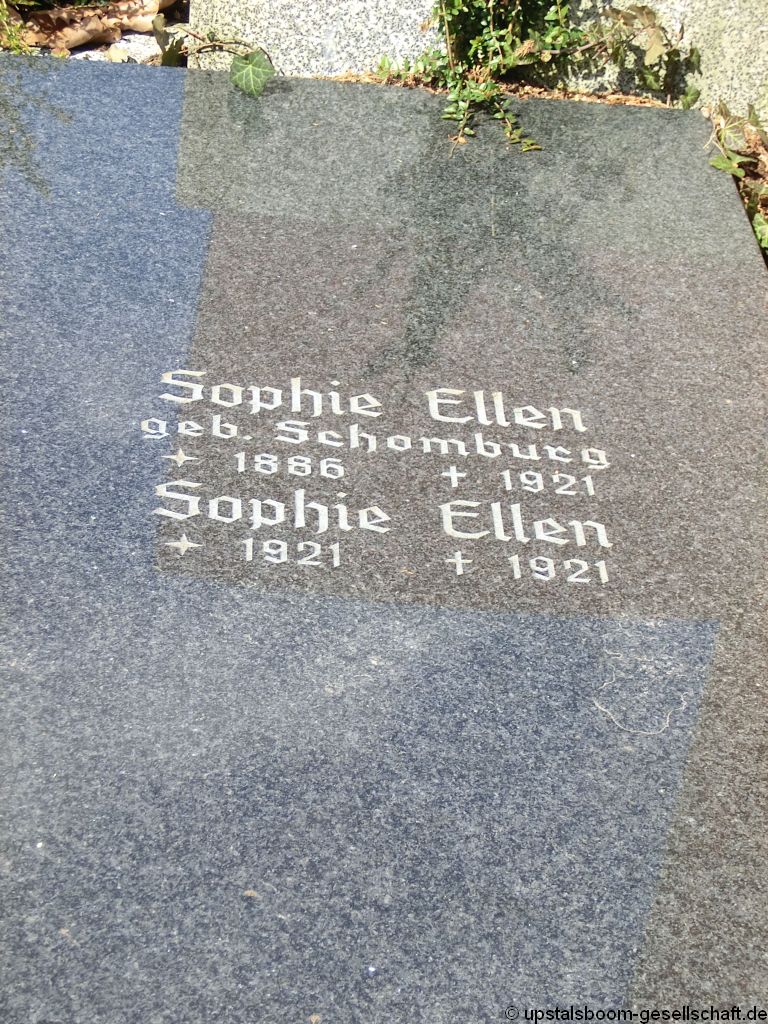 Sophie Ellen
geb. Schomburg
✦ 1886 ✝ 1921
Sophie Ellen
✦ 1921 ✝ 1921
© upstalsboom-gesellschaft.de